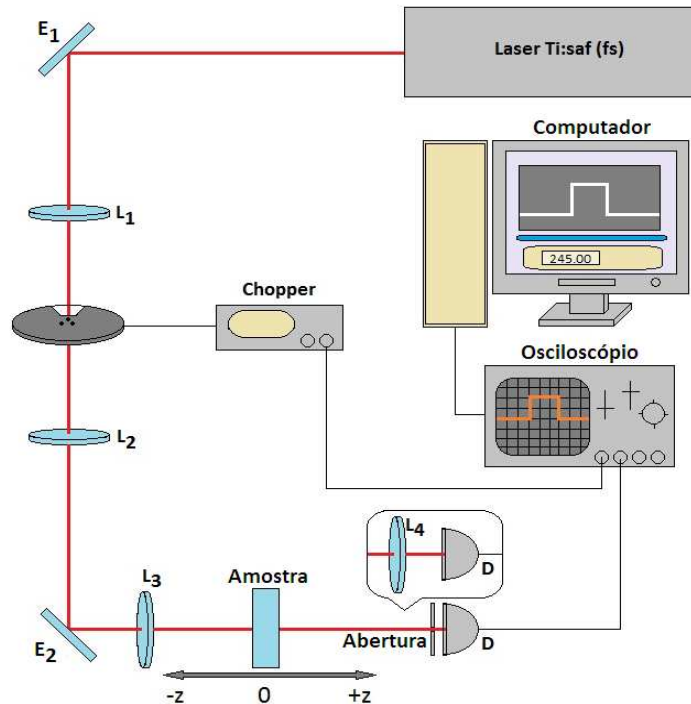 E1
Laser Ti:saf (fs)
Computador
L1
245.00
Chopper
Osciloscópio
L2
L4
D
L3
Amostra
E2
Abertura
D
-z 0 +z